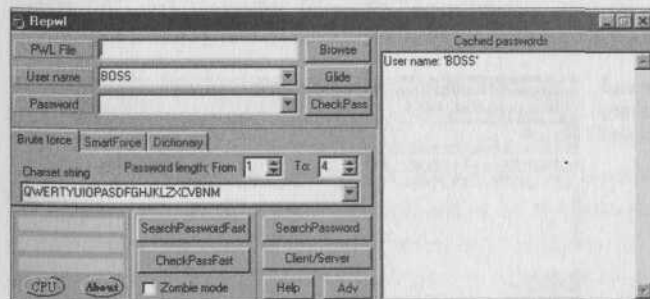 Repwl
PWL File
Browse
User name
BOSS
Glide
Password
CheckPass
Brute force SmartForce Dictionary
Charset string Password length: From 1 To: 4
QWERTYUIOPASDFGHJKLZXCVBNM
SearchPasswordFast SearchPassword
CheckPassFast Client/Server
CPU About Zombie mode Help Adv
Cached passwords
User name: 'BOSS'